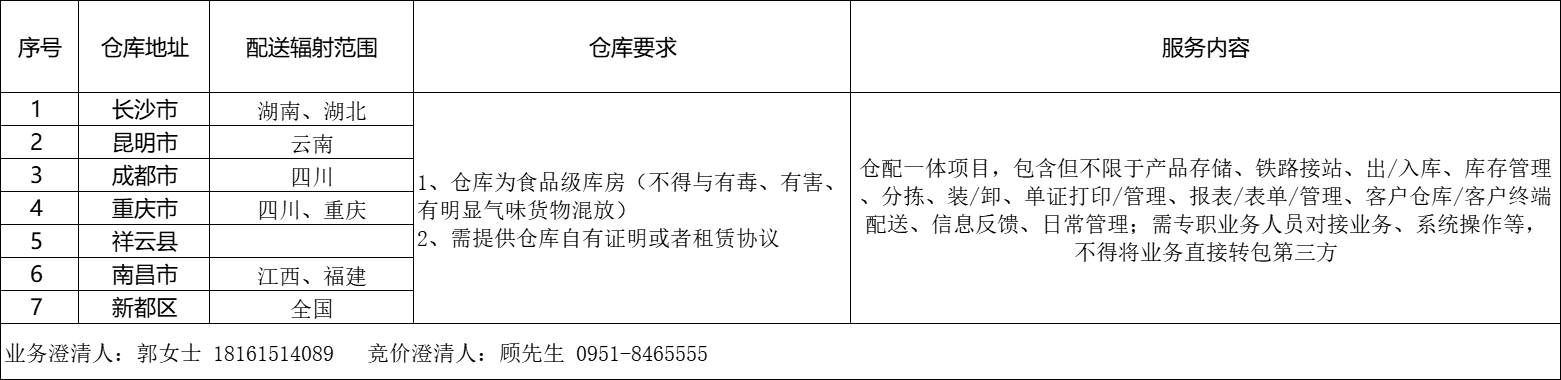 序号 仓库地址 配送辐射范围 仓库要求 服务内容
1 长沙市 湖南、湖北
2 昆明市 云南
3 成都市 四川
4 重庆市 四川、重庆
5 祥云县
6 南昌市 江西、福建
7 新都区 全国
1、仓库为食品级库房（不得与有毒、有害、
有明显气味货物混放）
2、需提供仓库自有证明或者租赁协议
仓配一体项目，包含但不限于产品存储、铁路接站、出/入库、库存管理
、分拣、装/卸、单证打印/管理、报表/表单/管理、客户仓库/客户终端
配送、信息反馈、日常管理；需专职业务人员对接业务、系统操作等，
不得将业务直接转包第三方
业务澄清人：郭女士 18161514089 竞价澄清人：顾先生 0951-8465555